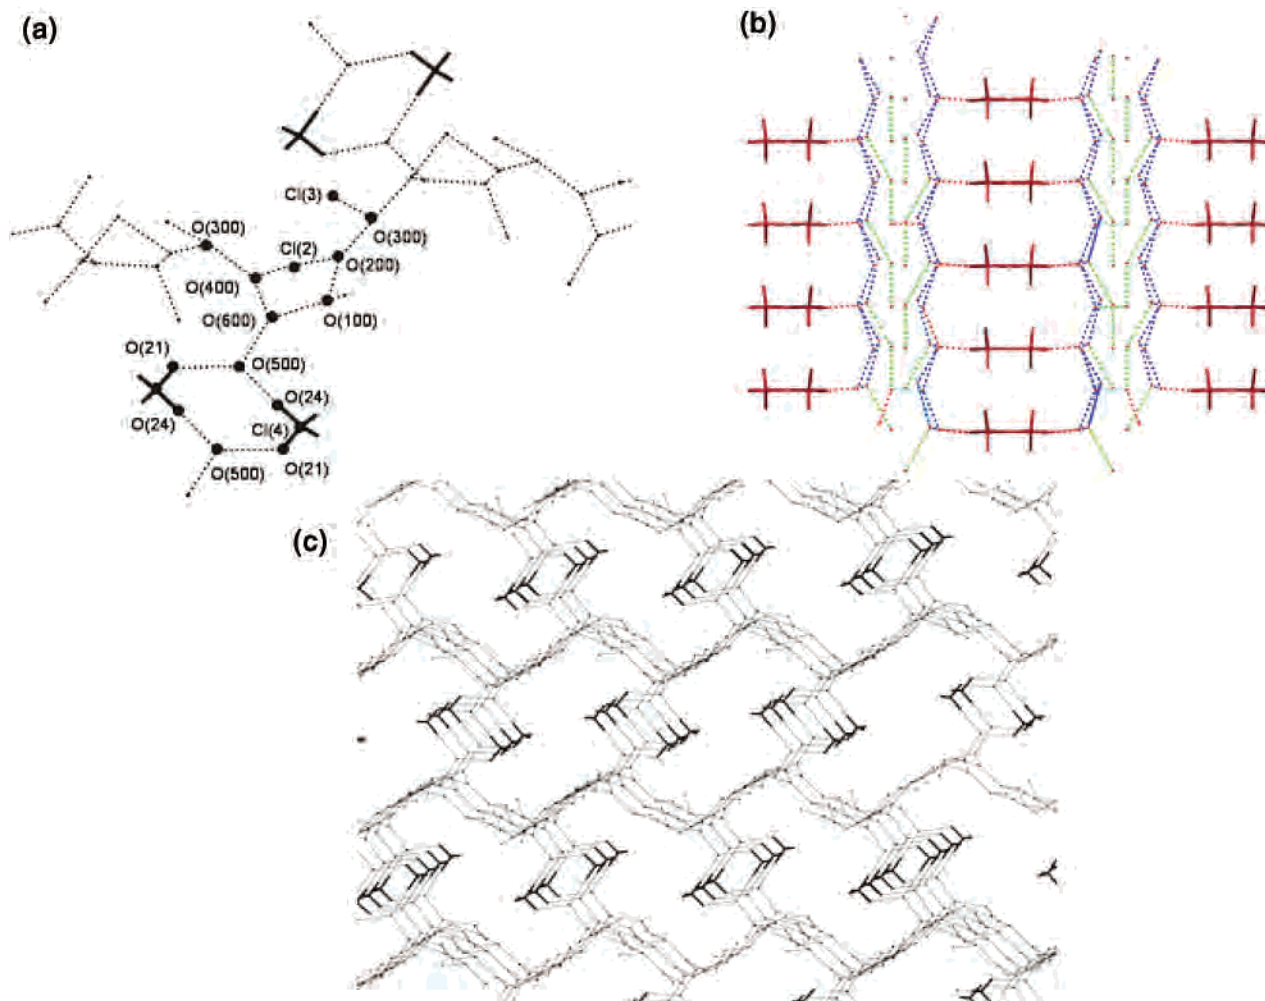 (a)
(b)
Cl(3)
O(300)
O(300)
Cl(2)
O(200)
O(400)
O(600)
O(100)
O(21)
O(500)
O(24)
O(24)
Cl(4)
O(500)
O(21)
(c)